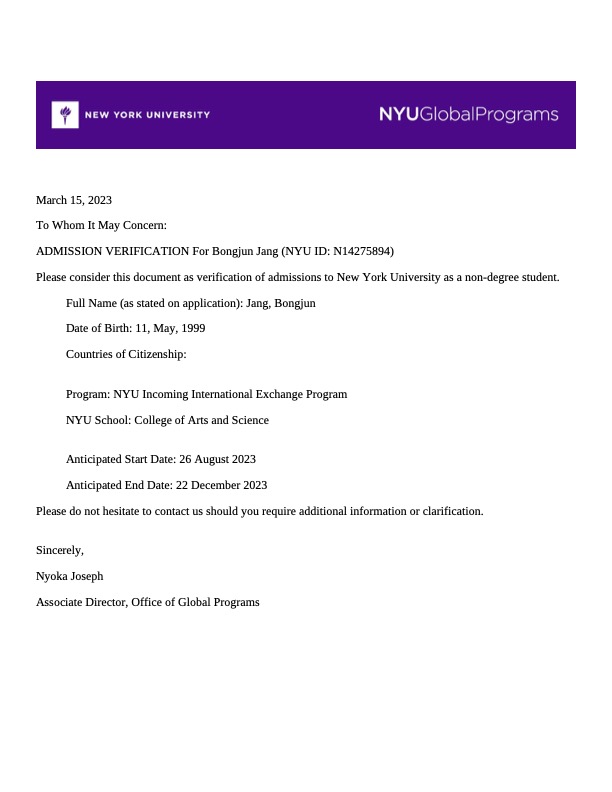 NEW YORK UNIVERSITY
NYUGlobalPrograms
March 15, 2023
To Whom It May Concern:
ADMISSION VERIFICATION For Bongjun Jang (NYU ID: N14275894)
Please consider this document as verification of admissions to New York University as a non-degree student.
Full Name (as stated on application): Jang, Bongjun
Date of Birth: 11, May, 1999
Countries of Citizenship:
Program: NYU Incoming International Exchange Program
NYU School: College of Arts and Science
Anticipated Start Date: 26 August 2023
Anticipated End Date: 22 December 2023
Please do not hesitate to contact us should you require additional information or clarification.
Sincerely,
Nyoka Joseph
Associate Director, Office of Global Programs